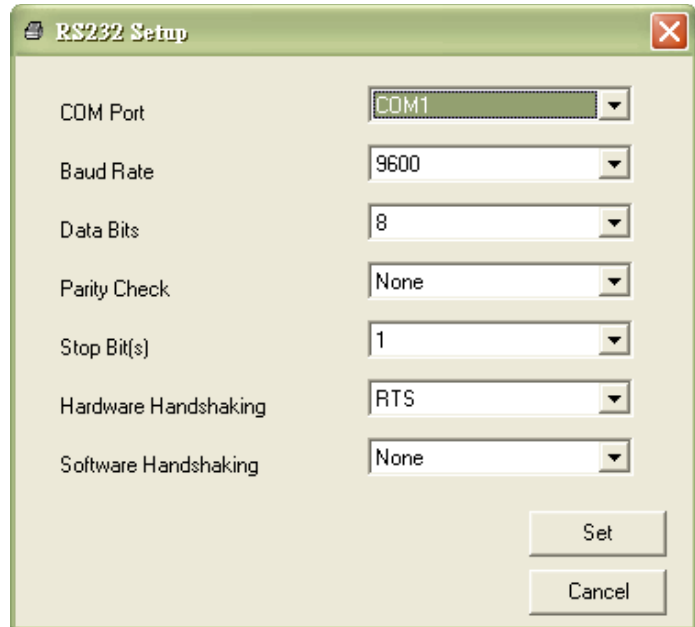 RS232 Setup
COM Port COM1
Baud Rate 9600
Data Bits 8
Parity Check None
Stop Bit(s) 1
Hardware Handshaking RTS
Software Handshaking None
Set
Cancel